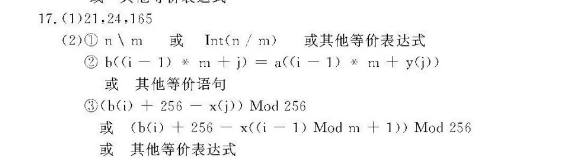 17. (1)21,24,165
(2)① n \ m 或 Int(n / m) 或其他等价表达式
② b((i − 1) * m + j) = a((i − 1) * m + y(j))
或 其他等价语句
③(b(i) + 256 − x(j)) Mod 256
或 (b(i) + 256 − x((i − 1) Mod m + 1)) Mod 256
或 其他等价表达式